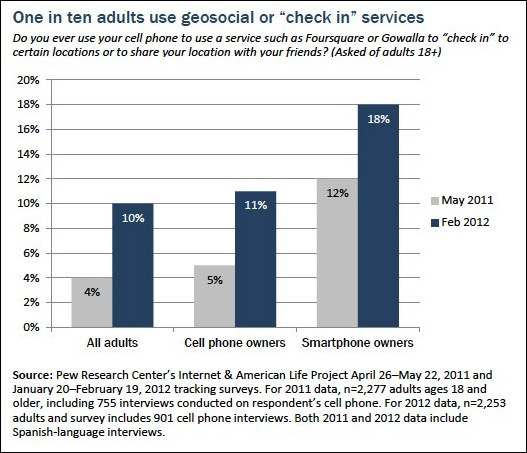 One in ten adults use geosocial or “check in” services
Do you ever use your cell phone to use a service such as Foursquare or Gowalla to “check in” to
certain locations or to share your location with your friends? (Asked of adults 18+)
20%
18%
16%
14%
12%
10%
8%
6%
4%
2%
0%
4%
10%
5%
11%
12%
18%
All adults
Cell phone owners
Smartphone owners
May 2011
Feb 2012
Source: Pew Research Center’s Internet & American Life Project April 26–May 22, 2011 and
January 20–February 19, 2012 tracking surveys. For 2011 data, n=2,277 adults ages 18 and
older, including 755 interviews conducted on respondent’s cell phone. For 2012 data, n=2,253
adults and survey includes 901 cell phone interviews. Both 2011 and 2012 data include
Spanish-language interviews.